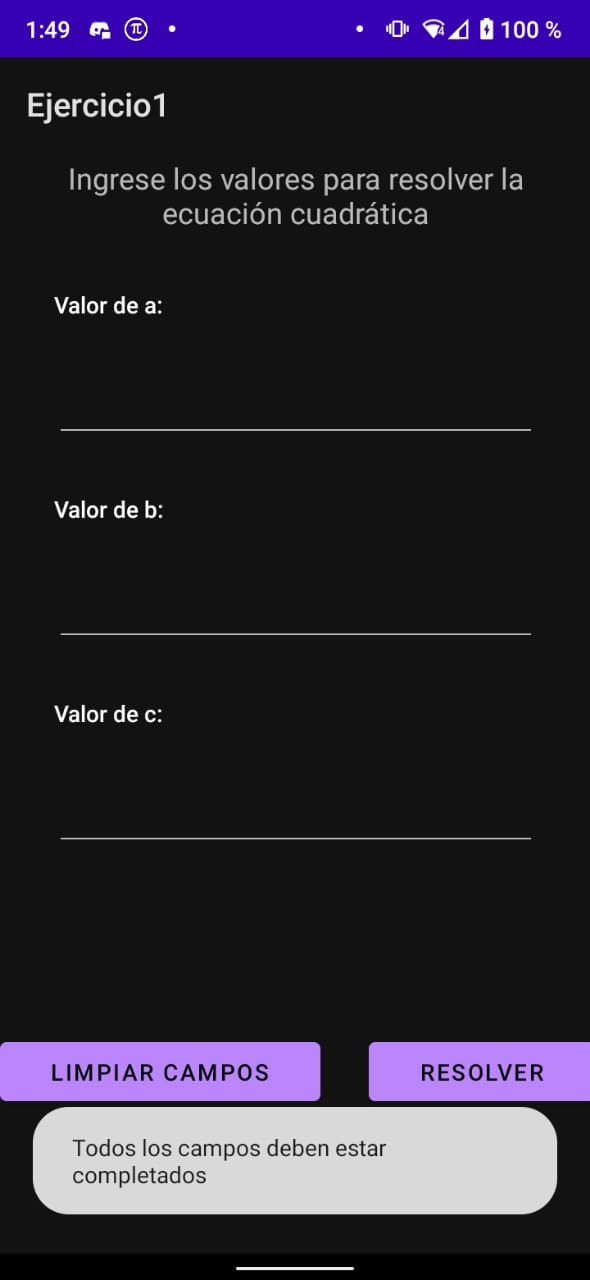 1:49
100 %
Ejercicio1
Ingrese los valores para resolver la
ecuación cuadrática
Valor de a:
Valor de b:
Valor de c:
LIMPIAR CAMPOS
RESOLVER
Todos los campos deben estar
completados